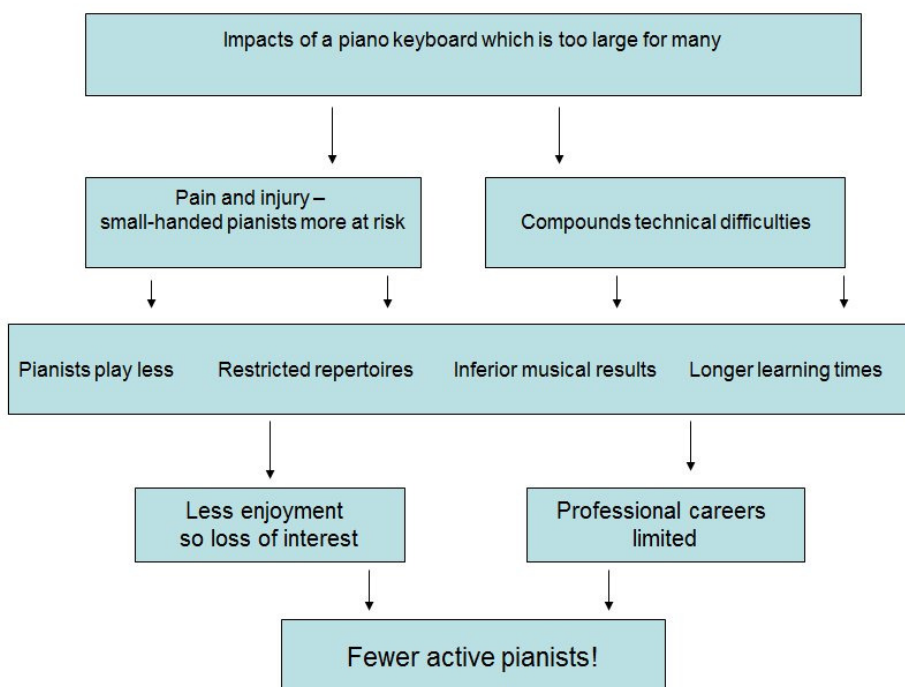 Impacts of a piano keyboard which is too large for many
Pain and injury –
small-handed pianists more at risk
Compounds technical difficulties
Pianists play less
Restricted repertoires
Inferior musical results
Longer learning times
Less enjoyment
so loss of interest
Professional careers
limited
Fewer active pianists!